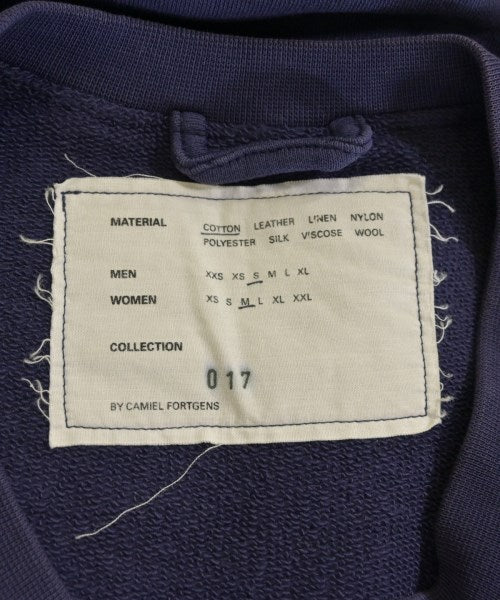 MATERIAL COTTON LEATHER LINEN NYLON
POLYESTER SILK VISCOSE WOOL
MEN XXS XS S M L XL
WOMEN XS S M L XL XXL
COLLECTION
017
BY CAMIEL FORTGENS